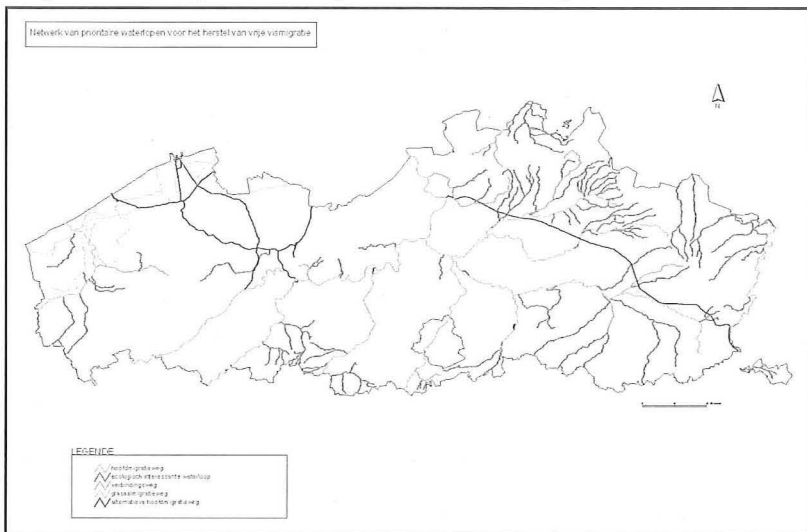 Netwerk van prioritaire waterlopen voor het herstel van vrije vismigratie
N
LEGENDE
hoofdmigratieweg
ecologisch interessante waterloop
verbindingsweg
glasaalmigratieweg
alternatieve hoofdmigratieweg